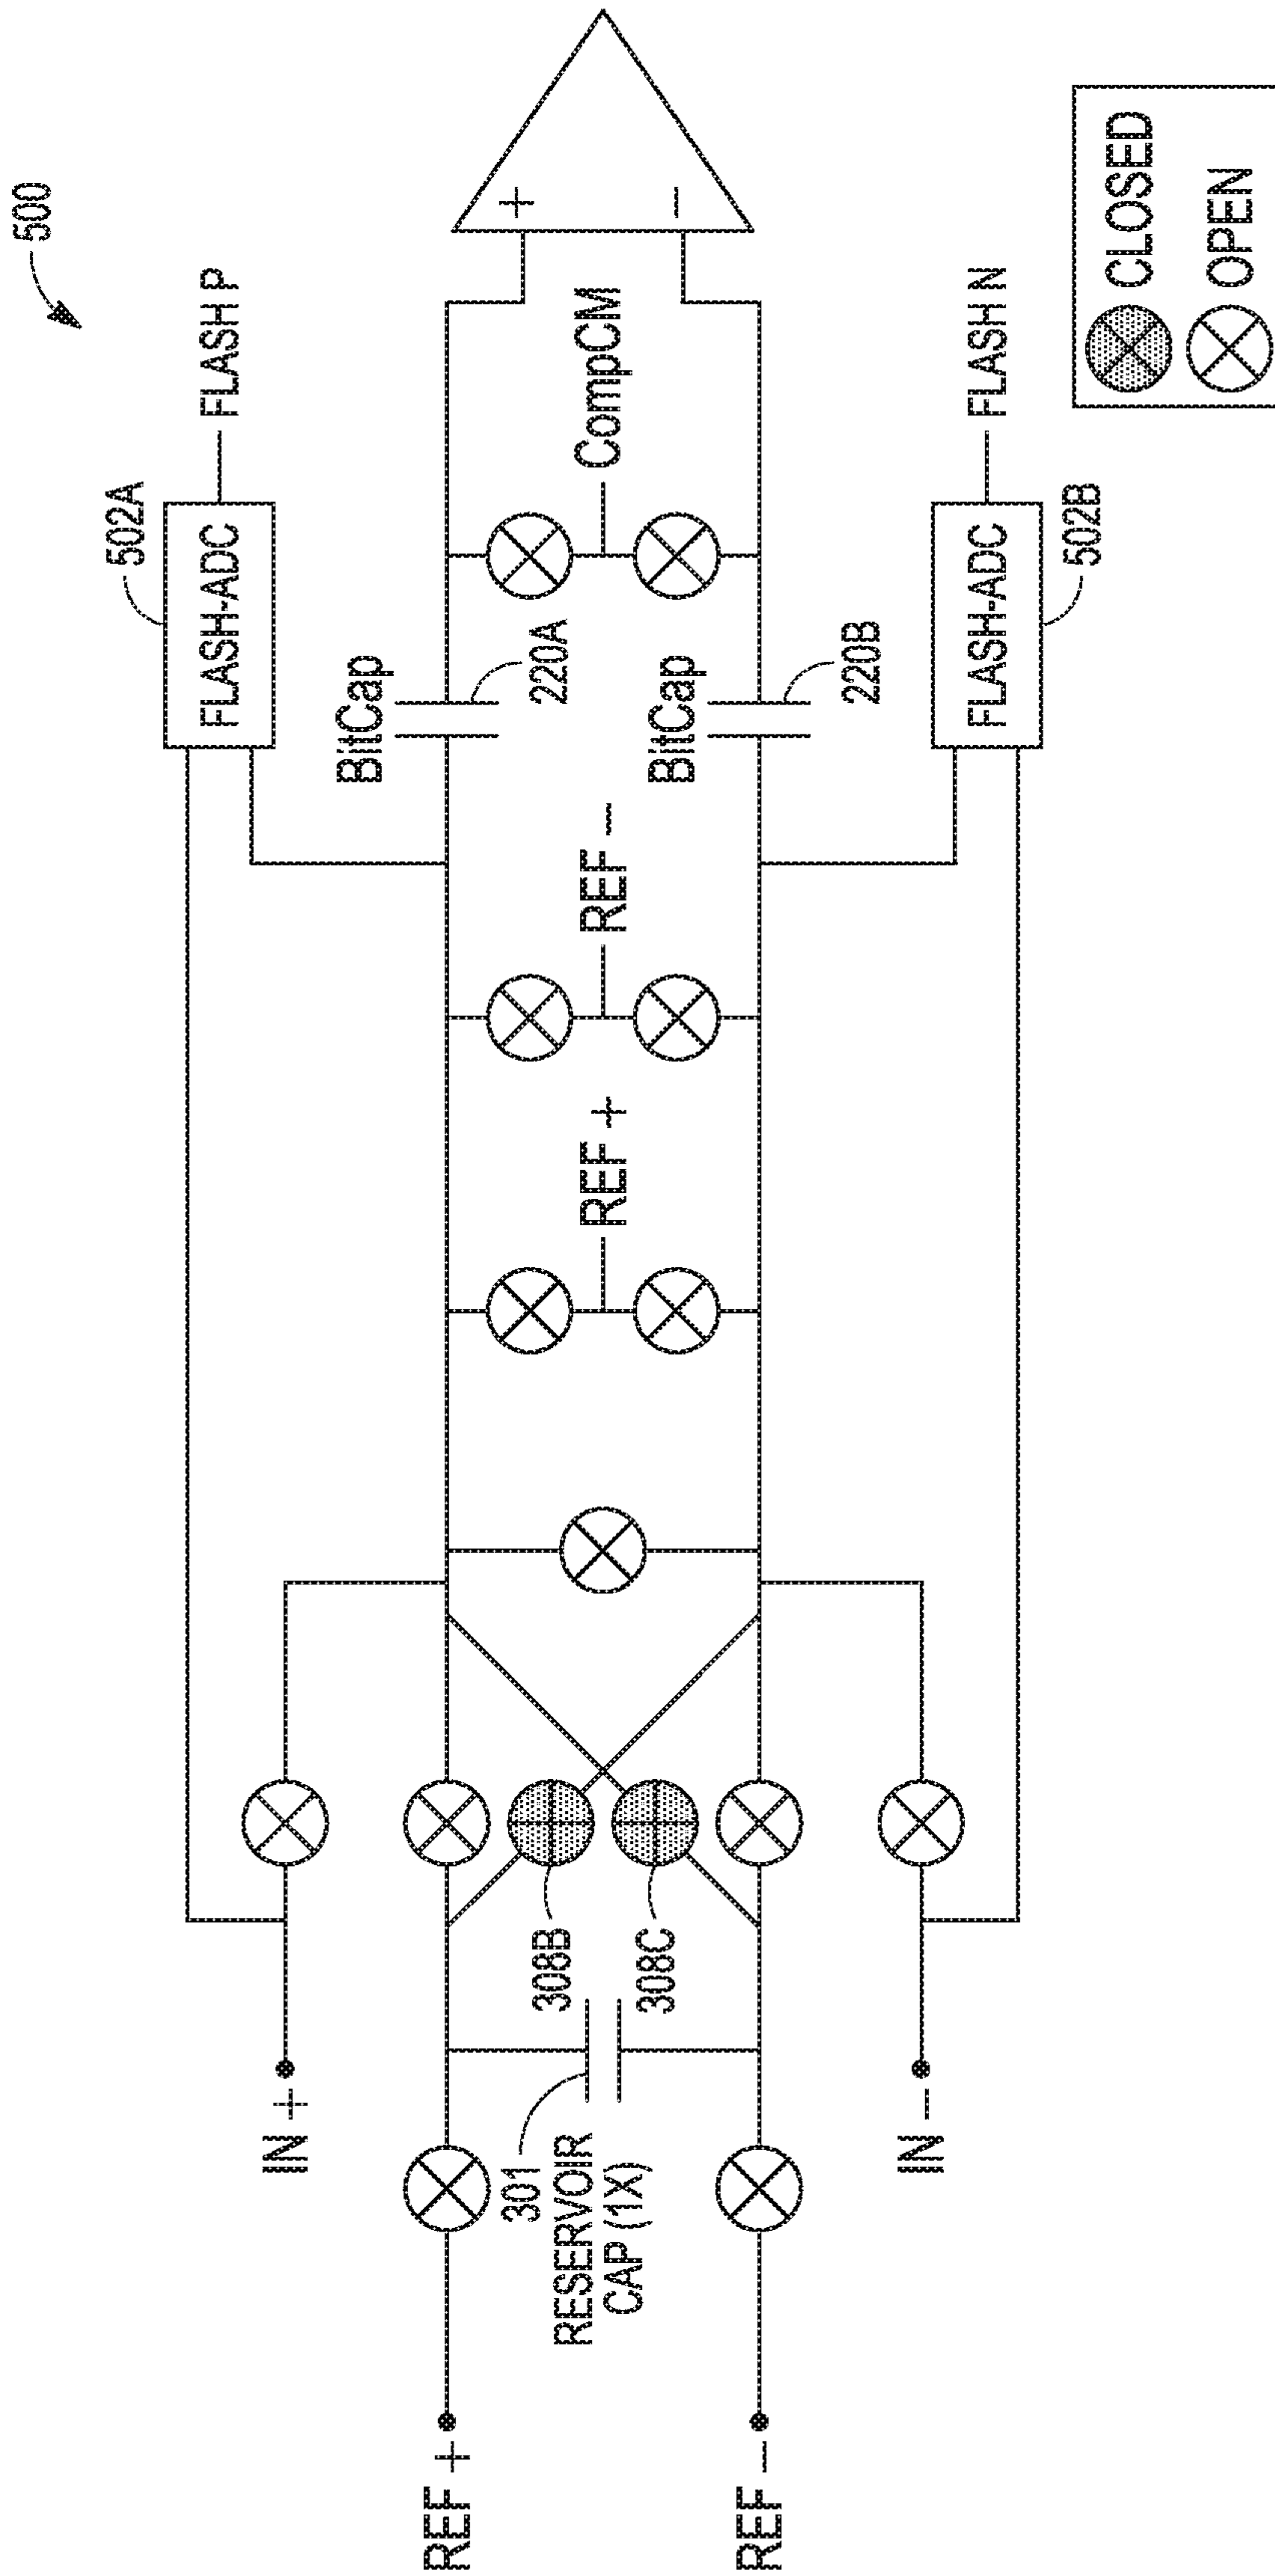 500
502A
FLASH-ADC
FLASH P
IN +
BitCap
220A
REF +
301
RESERVOIR
CAP (1X)
308B
308C
REF +
REF −
CompCM
+
−
REF −
BitCap
220B
IN −
FLASH-ADC
FLASH N
502B
CLOSED
OPEN